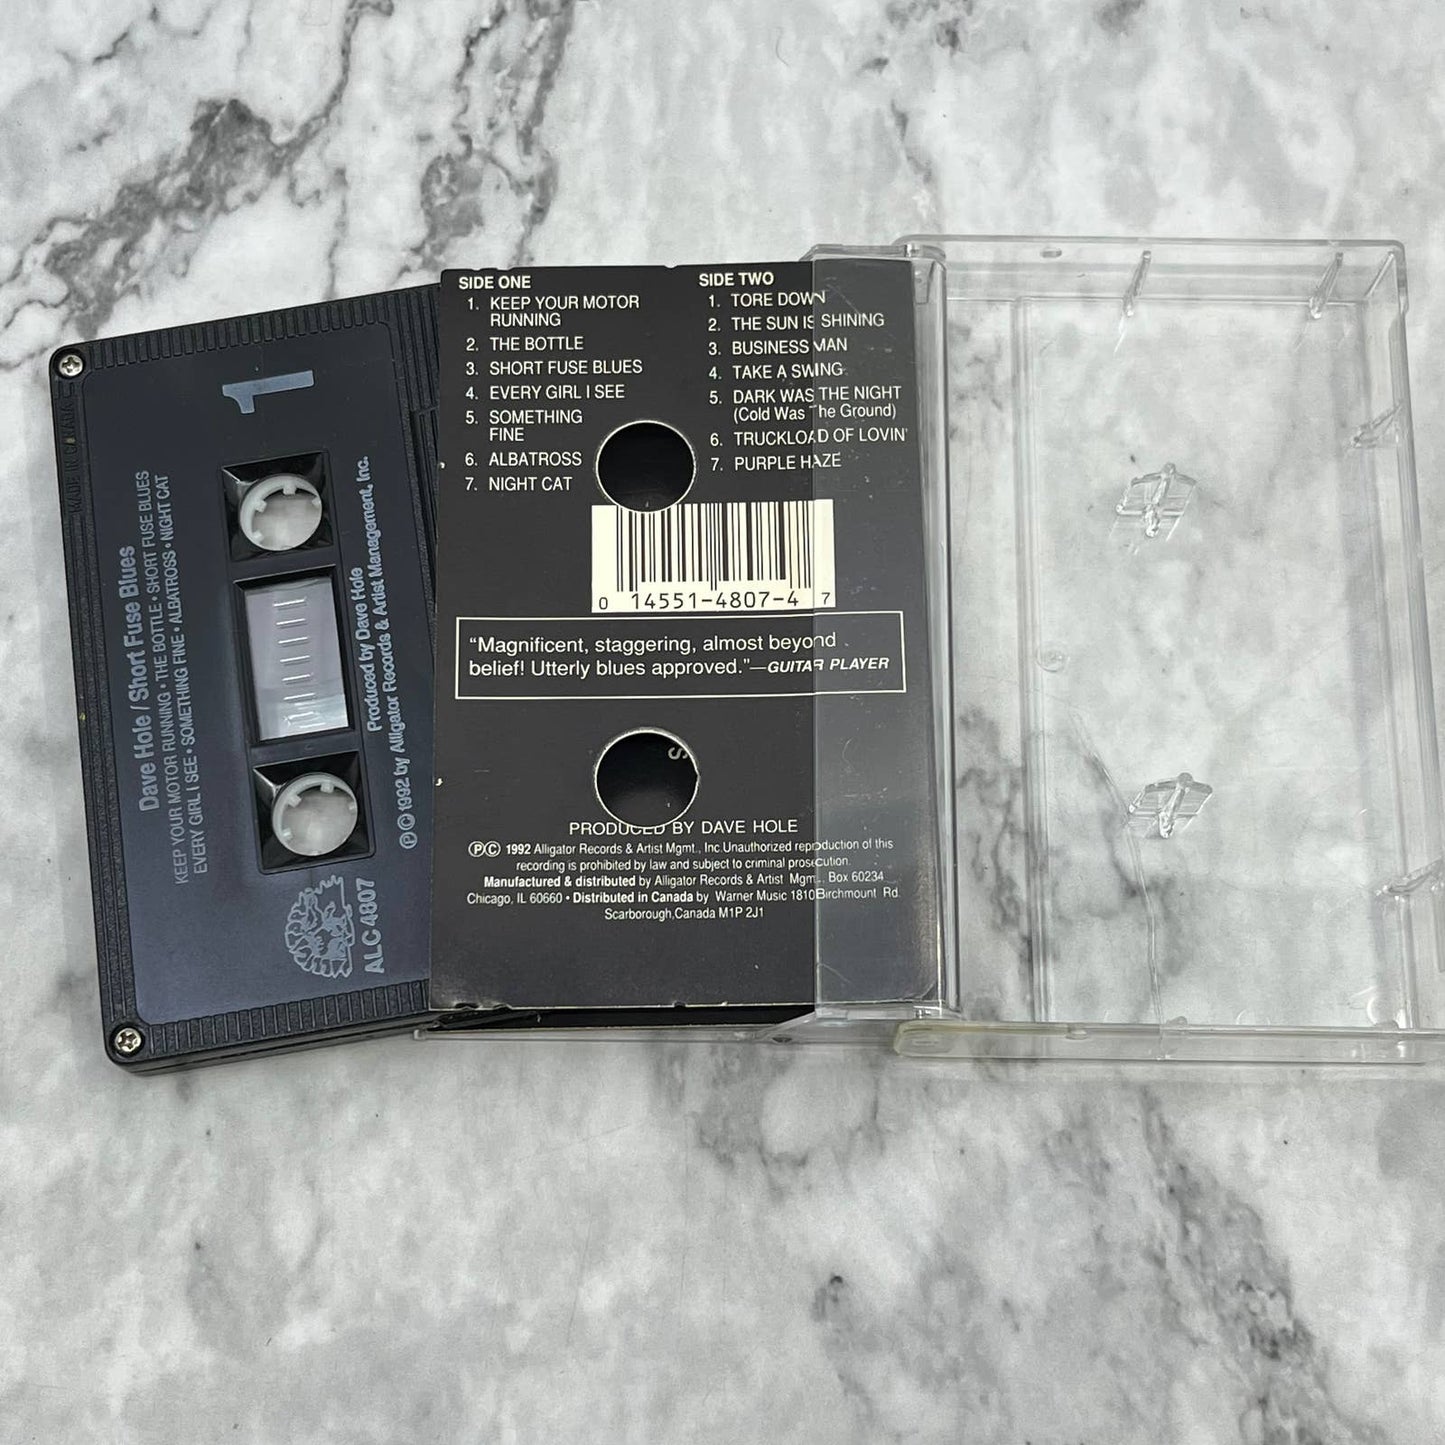 MADE IN CANADA
1
Dave Hole / Short Fuse Blues
KEEP YOUR MOTOR RUNNING • THE BOTTLE • SHORT FUSE BLUES
EVERY GIRL I SEE • SOMETHING FINE • ALBATROSS • NIGHT CAT
Produced by Dave Hole
Ⓟ©1992 by Alligator Records & Artist Management, Inc.
ALC 4807
SIDE ONE
1. KEEP YOUR MOTOR
RUNNING
2. THE BOTTLE
3. SHORT FUSE BLUES
4. EVERY GIRL I SEE
5. SOMETHING
FINE
6. ALBATROSS
7. NIGHT CAT
SIDE TWO
1. TORE DOWN
2. THE SUN IS SHINING
3. BUSINESS MAN
4. TAKE A SWING
5. DARK WAS THE NIGHT
(Cold Was The Ground)
6. TRUCKLOAD OF LOVIN'
7. PURPLE HAZE
0 14551-4807-4 7
"Magnificent, staggering, almost beyond
belief! Utterly blues approved."—GUITAR PLAYER
S
PRODUCED BY DAVE HOLE
Ⓟ© 1992 Alligator Records & Artist Mgmt., Inc.Unauthorized reproduction of this
recording is prohibited by law and subject to criminal prosecution.
Manufactured & distributed by Alligator Records & Artist Mgmt., Box 60234
Chicago, IL 60660 • Distributed in Canada by Warner Music 1810 Birchmount Rd.
Scarborough,Canada M1P 2J1